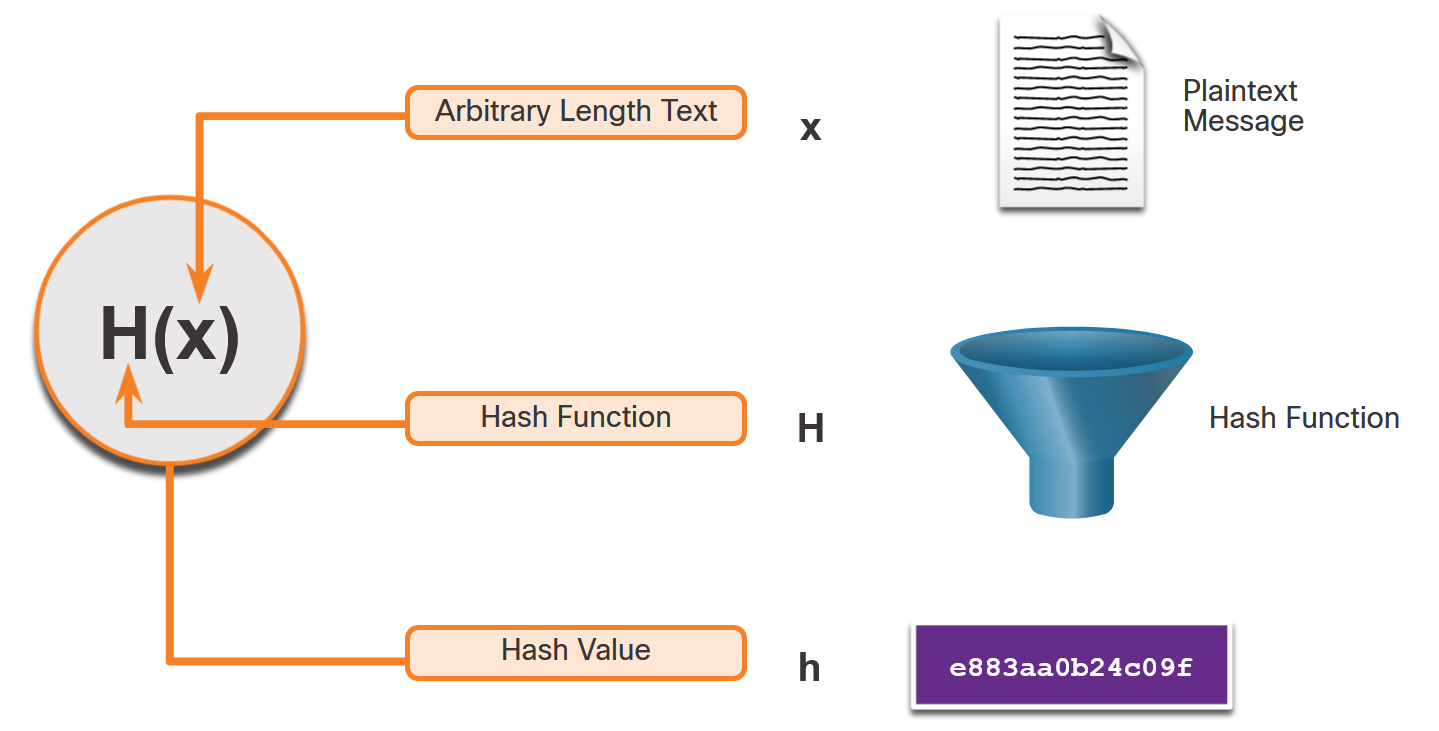 Arbitrary Length Text
x
Plaintext
Message
H(x)
Hash Function
H
Hash Function
Hash Value
h
e883aa0b24c09f